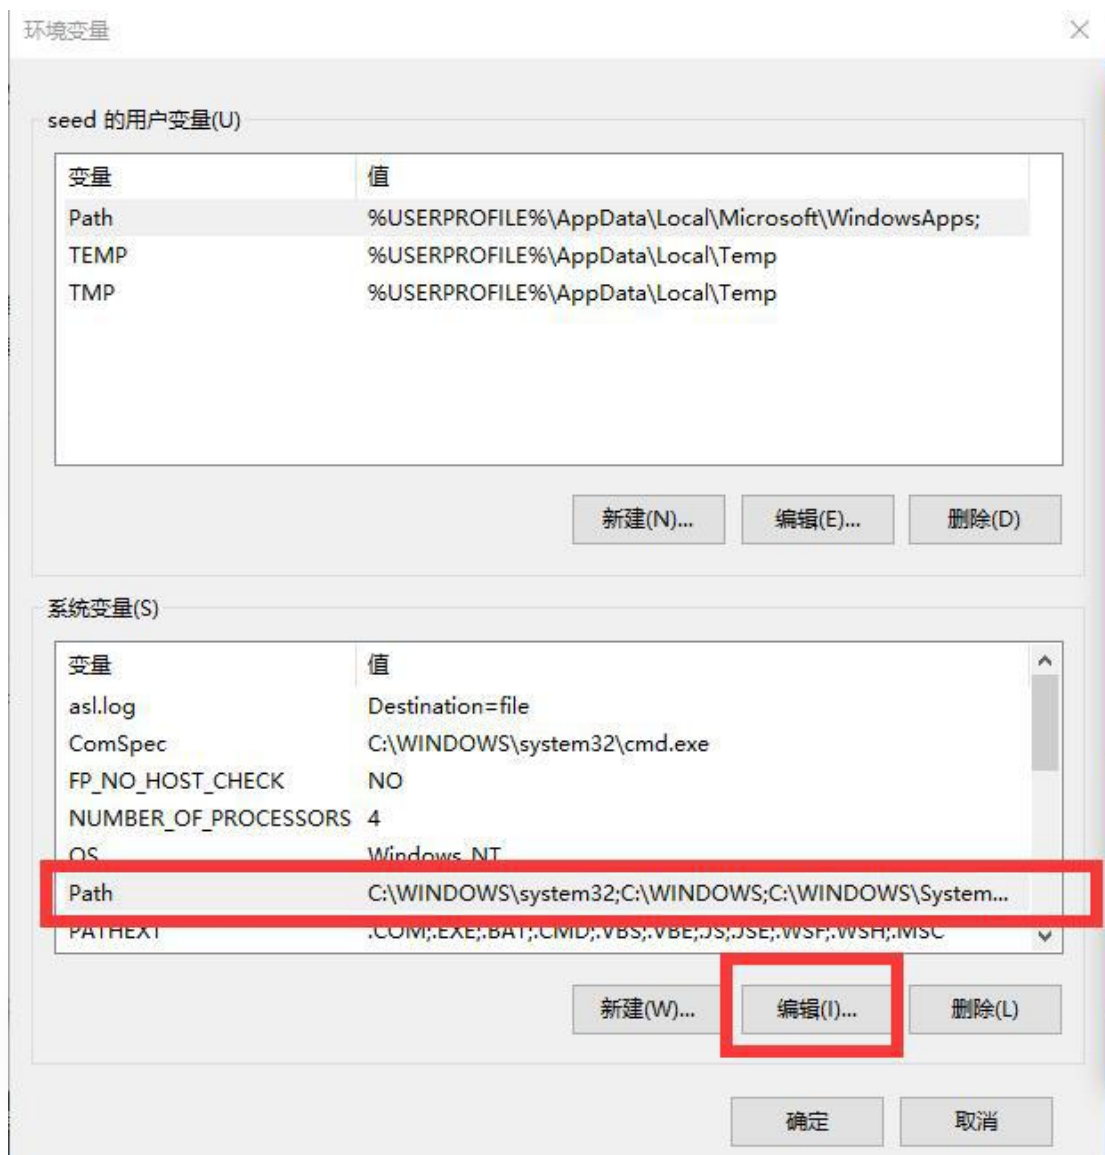 环境变量
seed 的用户变量(U)
变量 值
Path %USERPROFILE%\AppData\Local\Microsoft\WindowsApps;
TEMP %USERPROFILE%\AppData\Local\Temp
TMP %USERPROFILE%\AppData\Local\Temp
新建(N)... 编辑(E)... 删除(D)
系统变量(S)
变量 值
asl.log Destination=file
ComSpec C:\WINDOWS\system32\cmd.exe
FP_NO_HOST_CHECK NO
NUMBER_OF_PROCESSORS 4
OS Windows_NT
Path C:\WINDOWS\system32;C:\WINDOWS;C:\WINDOWS\System...
PATHEXT .COM;.EXE;.BAT;.CMD;.VBS;.VBE;.JS;.JSE;.WSF;.WSH;.MSC
新建(W)... 编辑(I)... 删除(L)
确定 取消